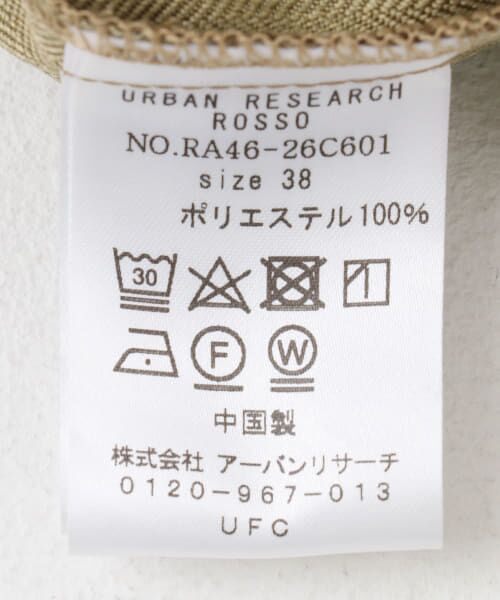 URBAN RESEARCH
ROSSO
NO.RA46-26C601
size 38
ポリエステル100%
30
F W
中国製
株式会社 アーバンリサーチ
0120-967-013
UFC